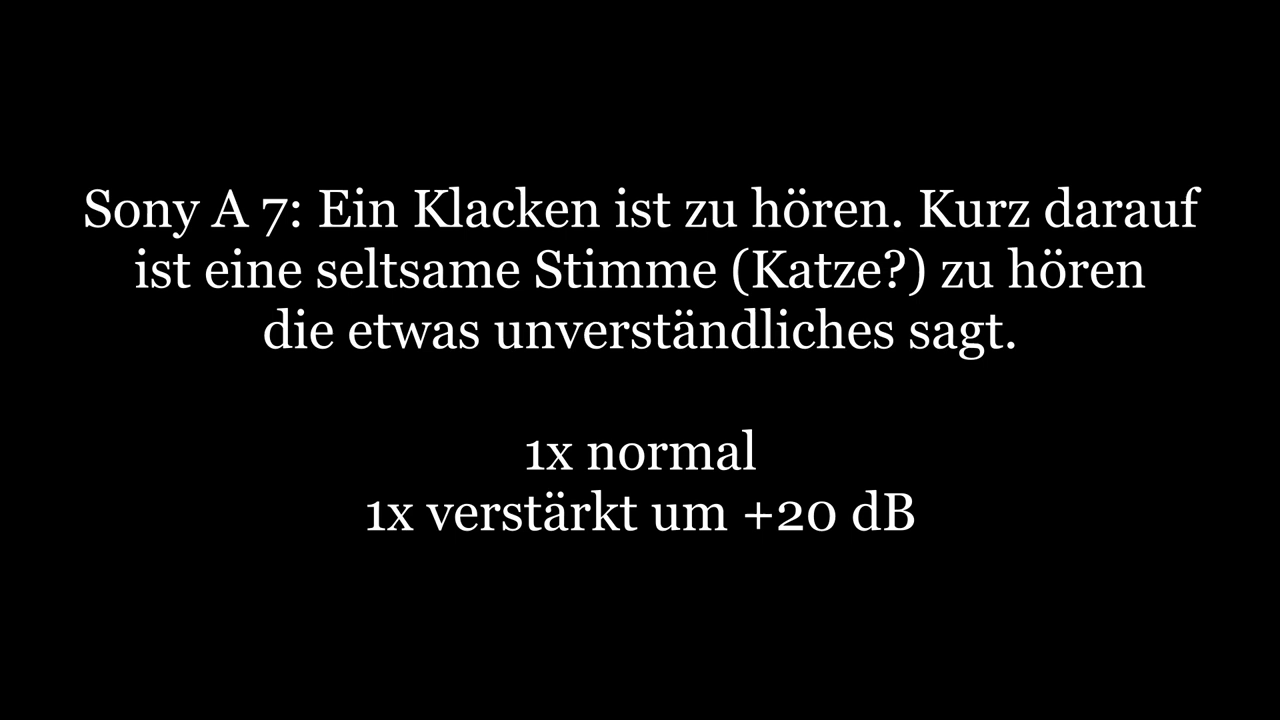 Sony A 7: Ein Klacken ist zu hören. Kurz darauf
ist eine seltsame Stimme (Katze?) zu hören
die etwas unverständliches sagt.
1x normal
1x verstärkt um +20 dB